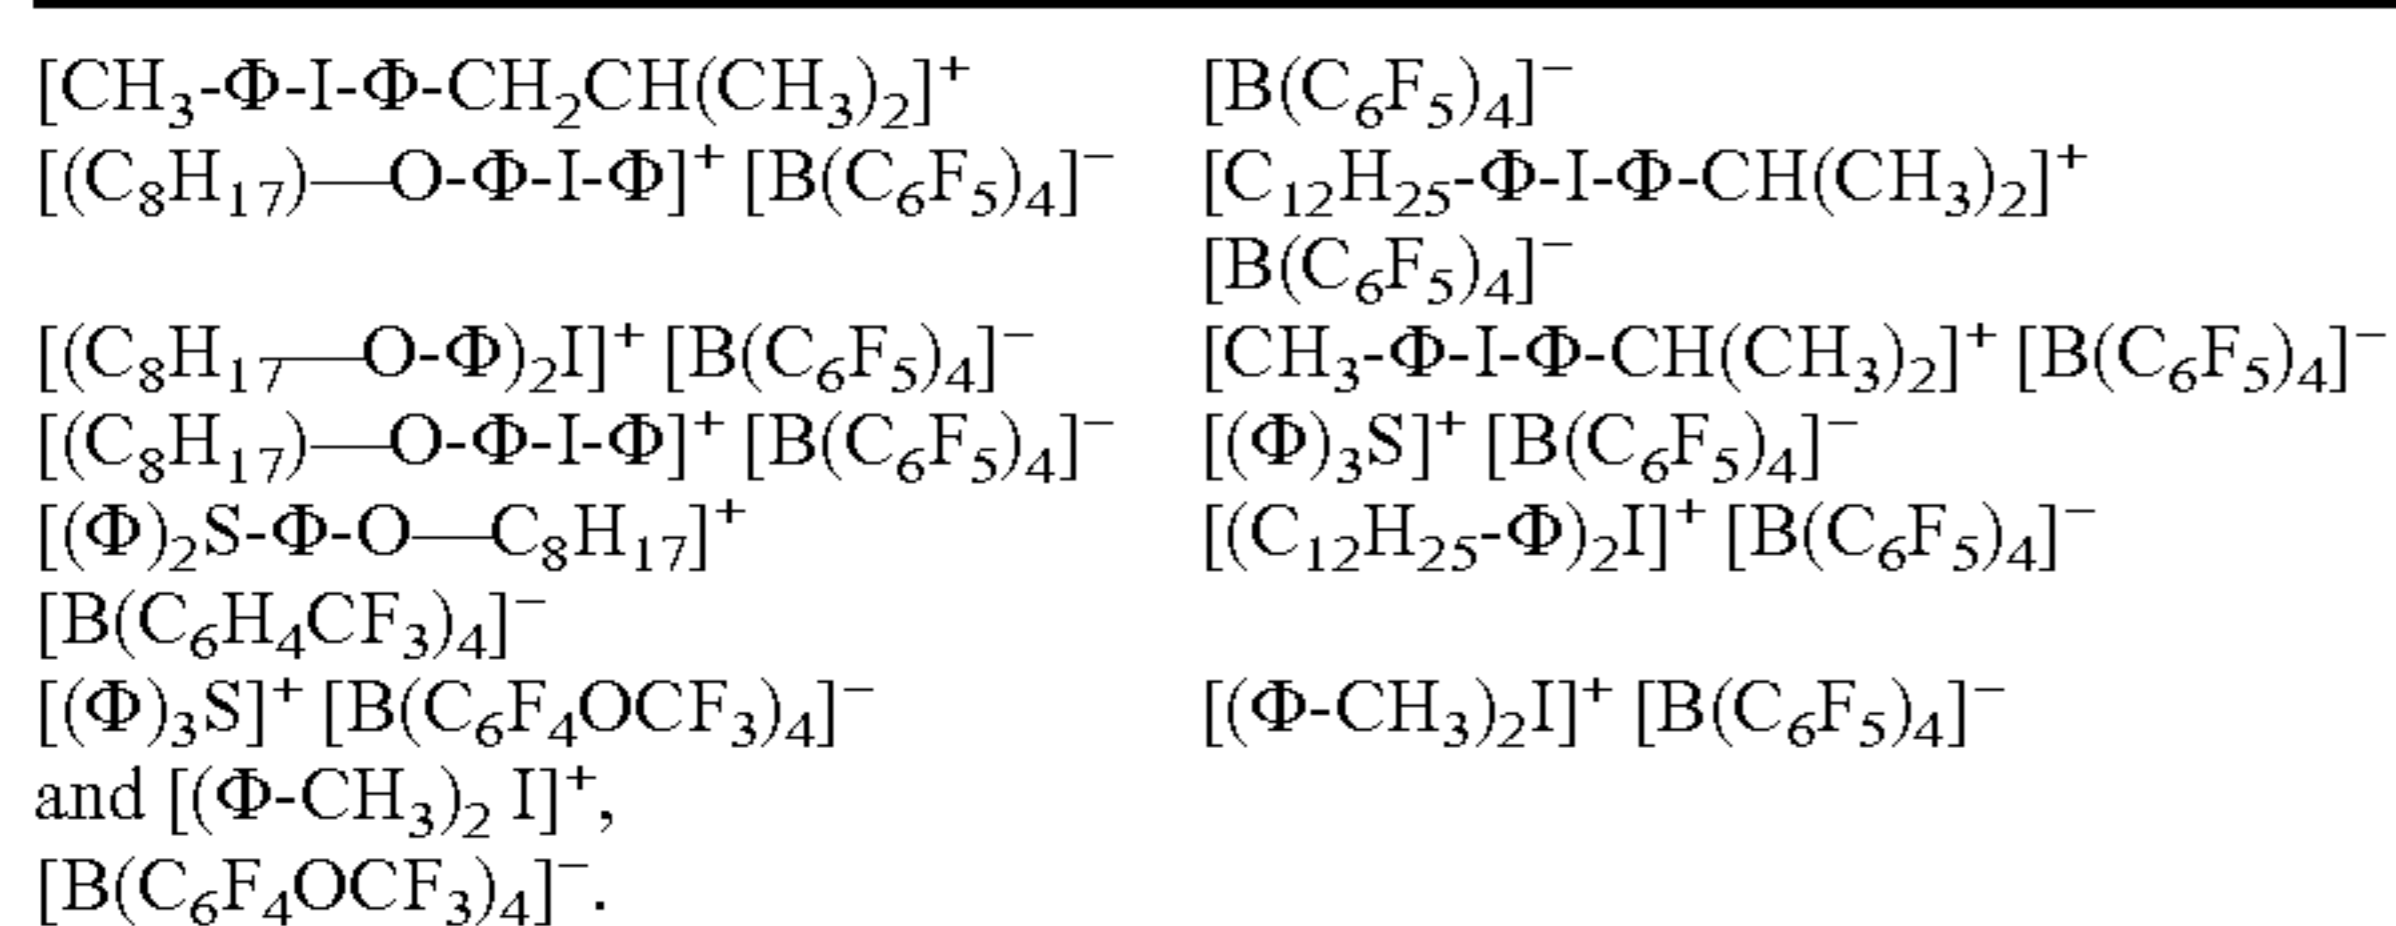 [CH₃-Φ-I-Φ-CH₂CH(CH₃)₂]⁺ [B(C₆F₅)₄]⁻
[(C₈H₁₇)—O-Φ-I-Φ]⁺ [B(C₆F₅)₄]⁻ [C₁₂H₂₅-Φ-I-Φ-CH(CH₃)₂]⁺
[B(C₆F₅)₄]⁻
[(C₈H₁₇—O-Φ)₂I]⁺ [B(C₆F₅)₄]⁻ [CH₃-Φ-I-Φ-CH(CH₃)₂]⁺ [B(C₆F₅)₄]⁻
[(C₈H₁₇)—O-Φ-I-Φ]⁺ [B(C₆F₅)₄]⁻ [(Φ)₃S]⁺ [B(C₆F₅)₄]⁻
[(Φ)₂S-Φ-O—C₈H₁₇]⁺ [(C₁₂H₂₅-Φ)₂I]⁺ [B(C₆F₅)₄]⁻
[B(C₆H₄CF₃)₄]⁻
[(Φ)₃S]⁺ [B(C₆F₄OCF₃)₄]⁻ [(Φ-CH₃)₂I]⁺ [B(C₆F₅)₄]⁻
and [(Φ-CH₃)₂ I]⁺,
[B(C₆F₄OCF₃)₄]⁻.